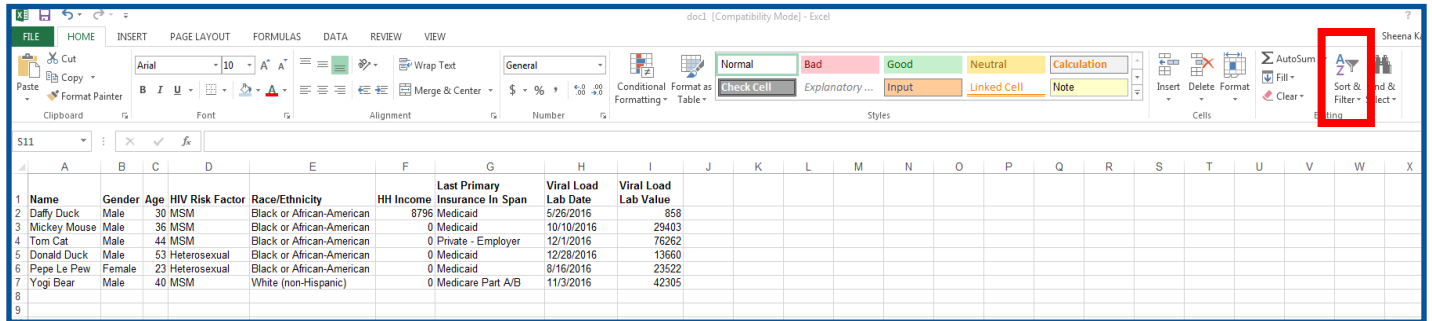 doc1 [Compatibility Mode] - Excel ?
FILE HOME INSERT PAGE LAYOUT FORMULAS DATA REVIEW VIEW Sheena
Cut Arial 10 Wrap Text General Normal Bad Good Neutral Calculation AutoSum
Copy Fill
Paste Format Painter B I U A Merge & Center $ % Conditional Formatting Format as Table Check Cell Explanatory ... Input Linked Cell Note Insert Delete Format Clear Sort & Filter
Clipboard Font Alignment Number Styles Cells
S11 fx
A B C D E F G H I J K L M N O P Q R S T U V W X
1 Name Gender Age HIV Risk Factor Race/Ethnicity HH Income Last Primary Insurance In Span Viral Load Lab Date Viral Load Lab Value
2 Daffy Duck Male 30 MSM Black or African-American 8796 Medicaid 5/26/2016 858
3 Mickey Mouse Male 36 MSM Black or African-American 0 Medicaid 10/10/2016 29403
4 Tom Cat Male 44 MSM Black or African-American 0 Private - Employer 12/1/2016 76262
5 Donald Duck Male 53 Heterosexual Black or African-American 0 Medicaid 12/28/2016 13660
6 Pepe Le Pew Female 23 Heterosexual Black or African-American 0 Medicaid 8/16/2016 23522
7 Yogi Bear Male 40 MSM White (non-Hispanic) 0 Medicare Part A/B 11/3/2016 42305
8
9